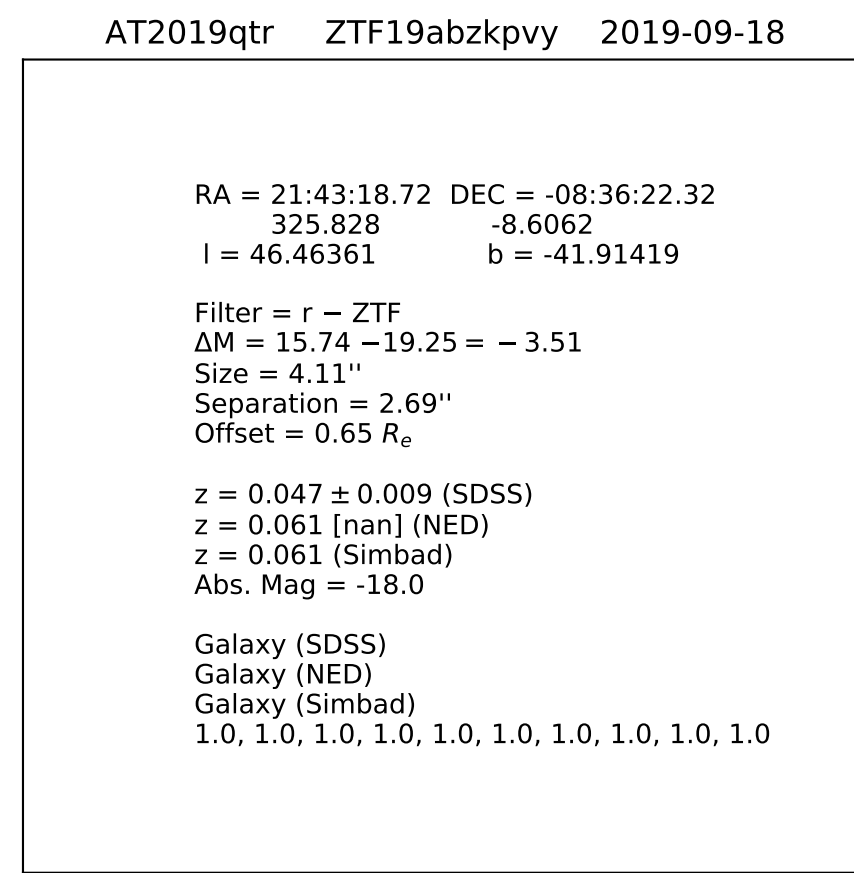 AT2019qtr ZTF19abzkpvy 2019-09-18
RA = 21:43:18.72 DEC = -08:36:22.32
325.828 -8.6062
l = 46.46361 b = -41.91419
Filter = r − ZTF
ΔM = 15.74 −19.25 = − 3.51
Size = 4.11''
Separation = 2.69''
Offset = 0.65 Rₑ
z = 0.047 ± 0.009 (SDSS)
z = 0.061 [nan] (NED)
z = 0.061 (Simbad)
Abs. Mag = -18.0
Galaxy (SDSS)
Galaxy (NED)
Galaxy (Simbad)
1.0, 1.0, 1.0, 1.0, 1.0, 1.0, 1.0, 1.0, 1.0, 1.0